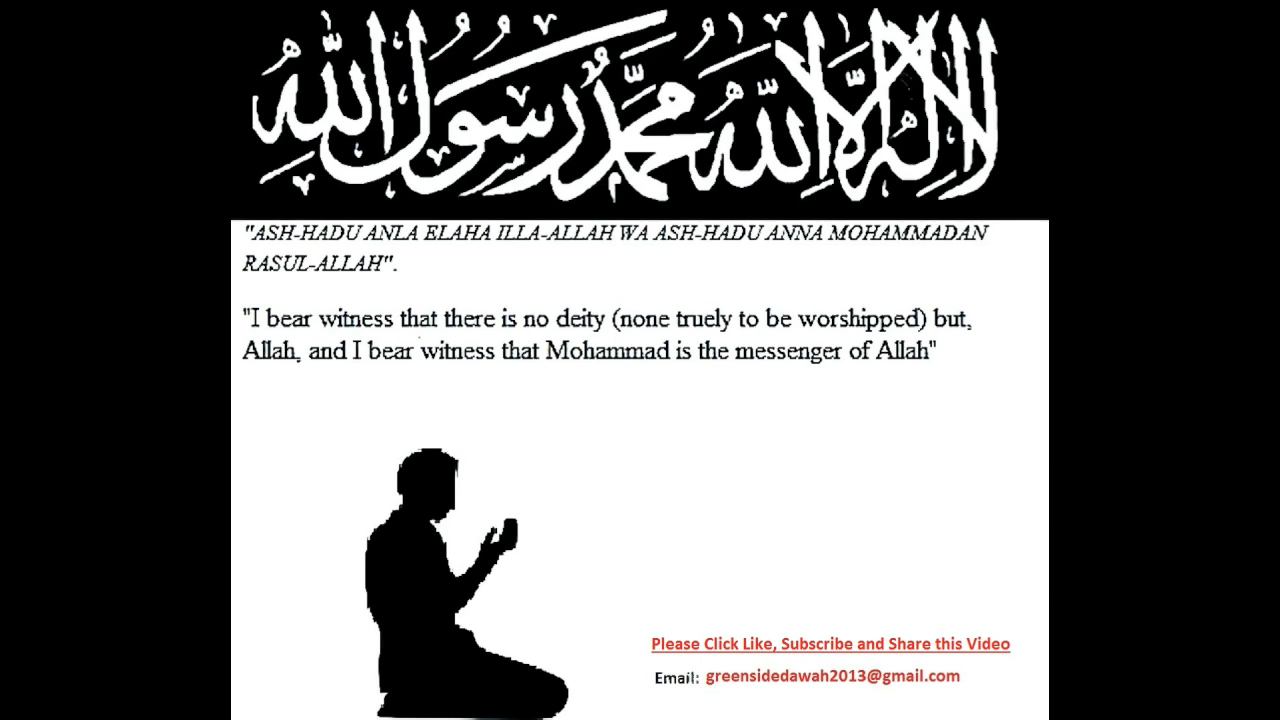 لا إله إلا الله محمد رسول الله
"ASH-HADU ANLA ELAHA ILLA-ALLAH WA ASH-HADU ANNA MOHAMMADAN
RASUL-ALLAH".
"I bear witness that there is no deity (none truely to be worshipped) but,
Allah, and I bear witness that Mohammad is the messenger of Allah"
Please Click Like, Subscribe and Share this Video
Email: greensidedawah2013@gmail.com